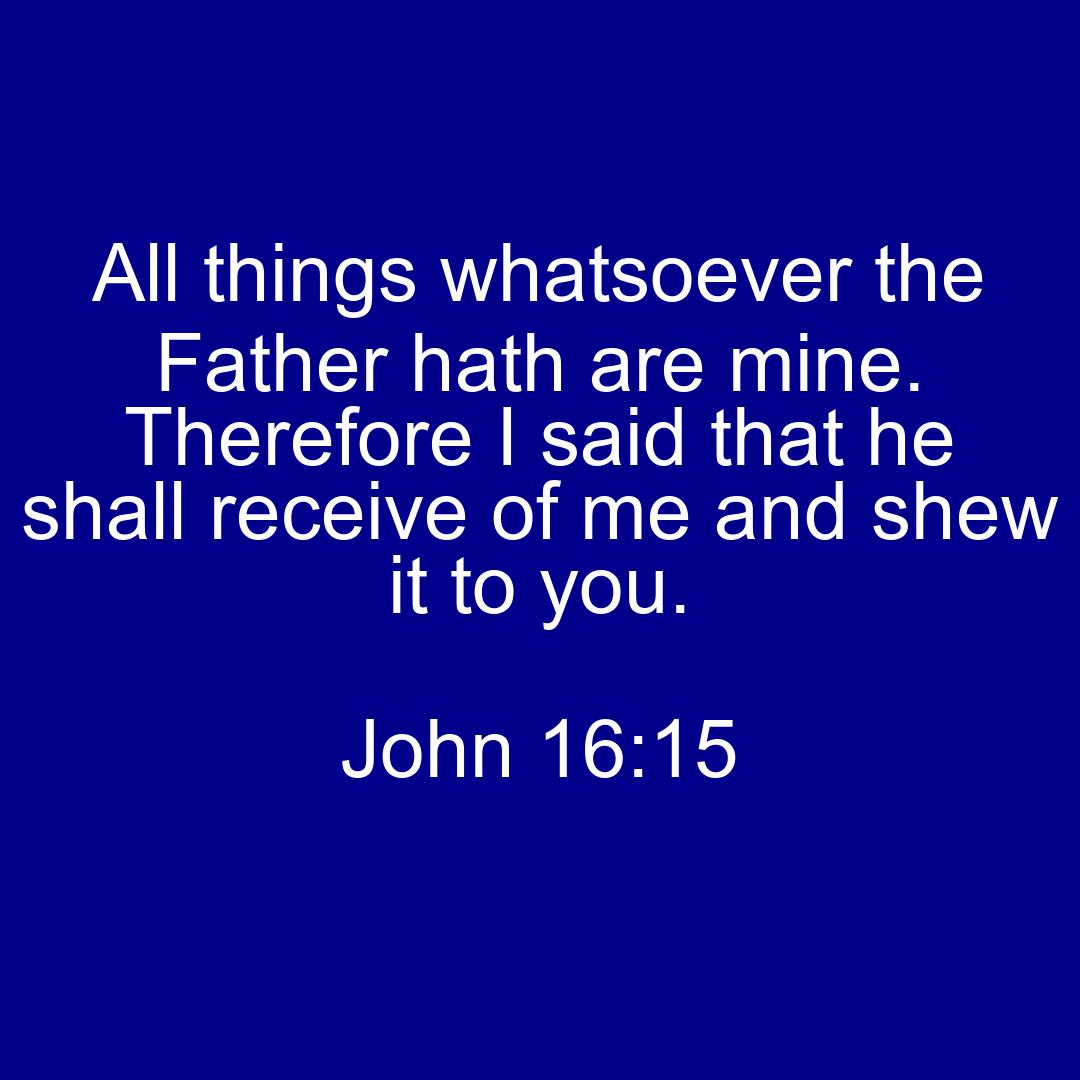 All things whatsoever the
Father hath are mine.
Therefore I said that he
shall receive of me and shew
it to you.
John 16:15